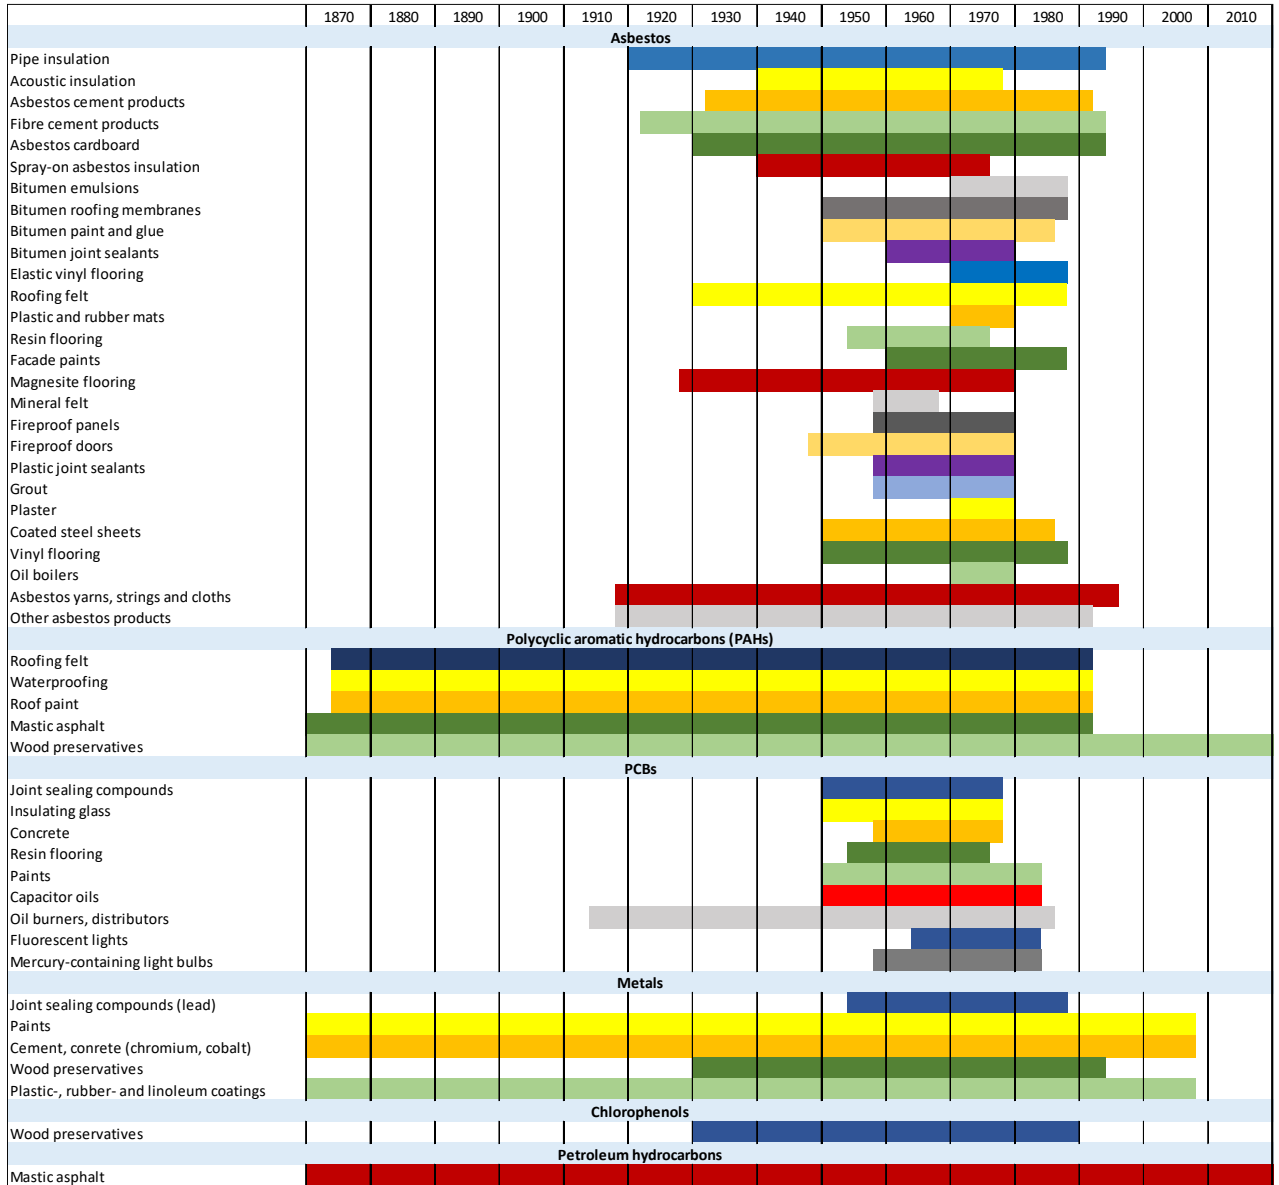 1870 1880 1890 1900 1910 1920 1930 1940 1950 1960 1970 1980 1990 2000 2010
Asbestos
Pipe insulation
Acoustic insulation
Asbestos cement products
Fibre cement products
Asbestos cardboard
Spray-on asbestos insulation
Bitumen emulsions
Bitumen roofing membranes
Bitumen paint and glue
Bitumen joint sealants
Elastic vinyl flooring
Roofing felt
Plastic and rubber mats
Resin flooring
Facade paints
Magnesite flooring
Mineral felt
Fireproof panels
Fireproof doors
Plastic joint sealants
Grout
Plaster
Coated steel sheets
Vinyl flooring
Oil boilers
Asbestos yarns, strings and cloths
Other asbestos products
Polycyclic aromatic hydrocarbons (PAHs)
Roofing felt
Waterproofing
Roof paint
Mastic asphalt
Wood preservatives
PCBs
Joint sealing compounds
Insulating glass
Concrete
Resin flooring
Paints
Capacitor oils
Oil burners, distributors
Fluorescent lights
Mercury-containing light bulbs
Metals
Joint sealing compounds (lead)
Paints
Cement, conrete (chromium, cobalt)
Wood preservatives
Plastic-, rubber- and linoleum coatings
Chlorophenols
Wood preservatives
Petroleum hydrocarbons
Mastic asphalt